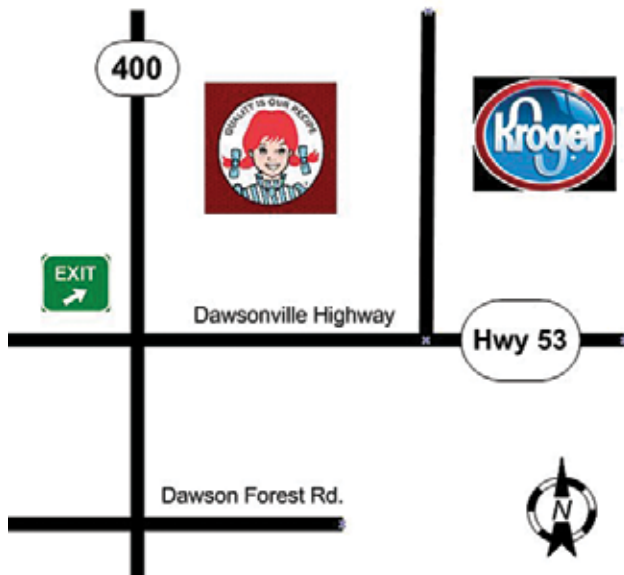 400
QUALITY IS OUR RECIPE
Kroger
EXIT
Dawsonville Highway
Hwy 53
Dawson Forest Rd.
N